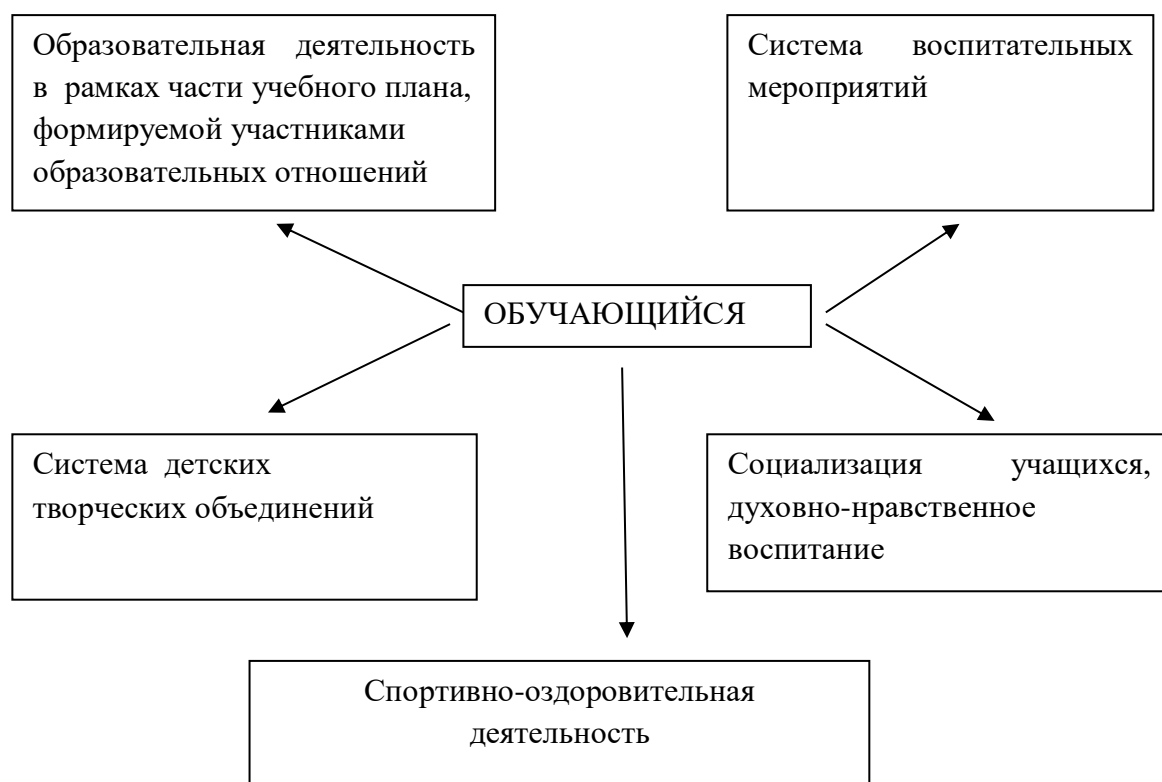 Образовательная деятельность
в рамках части учебного плана,
формируемой участниками
образовательных отношений
Система воспитательных
мероприятий
ОБУЧАЮЩИЙСЯ
Система детских
творческих объединений
Социализация учащихся,
духовно-нравственное
воспитание
Спортивно-оздоровительная
деятельность